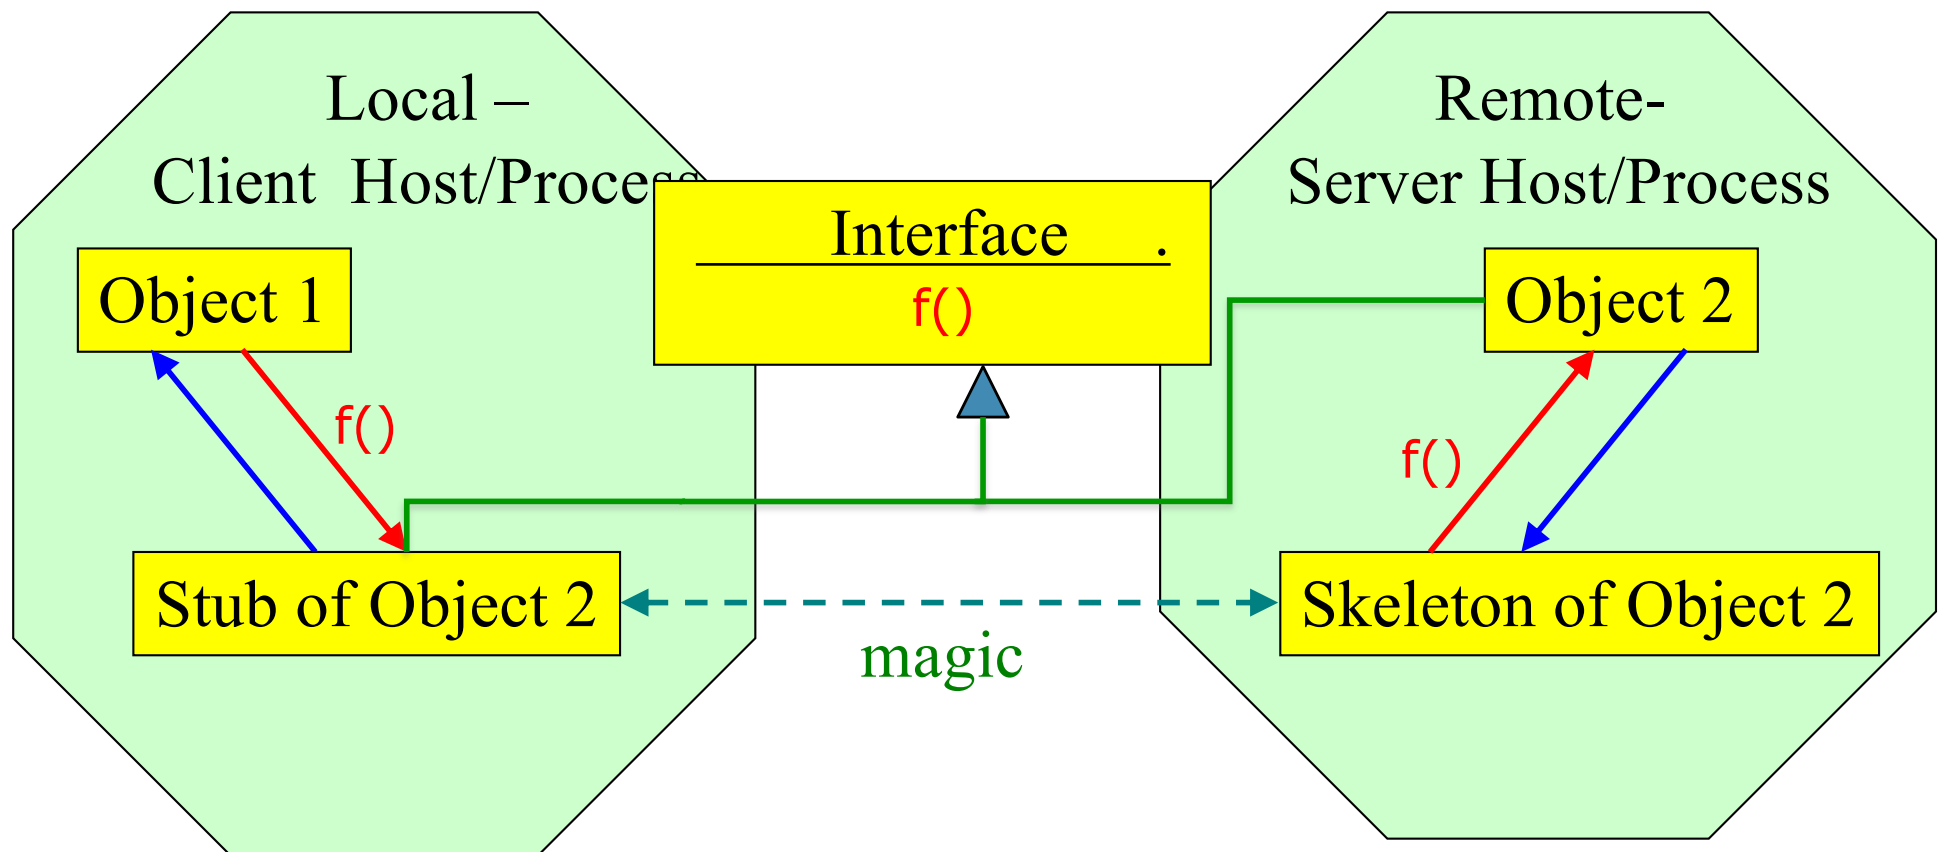 Local –
Client Host/Process
Remote-
Server Host/Process
Interface .
f()
Object 1
Object 2
f()
f()
Stub of Object 2
Skeleton of Object 2
magic